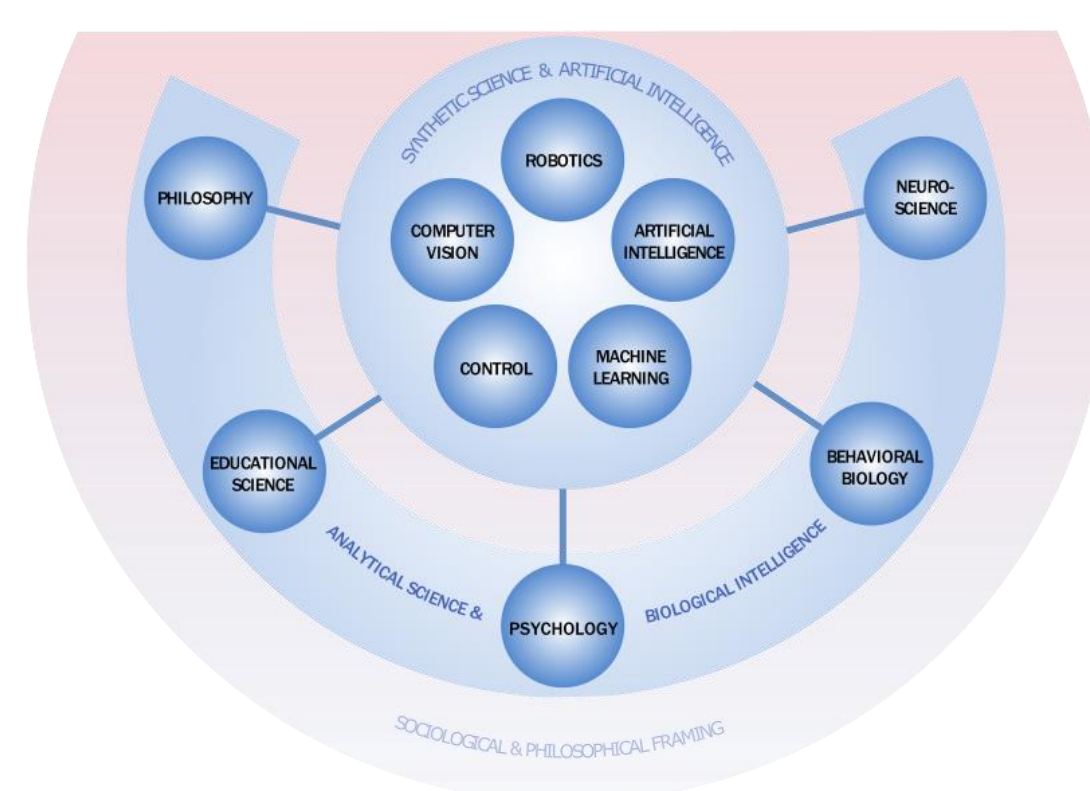 SYNTHETIC SCIENCE & ARTIFICIAL INTELLIGENCE
ROBOTICS
PHILOSOPHY
NEURO-
SCIENCE
COMPUTER
VISION
ARTIFICIAL
INTELLIGENCE
CONTROL
MACHINE
LEARNING
EDUCATIONAL
SCIENCE
BEHAVIORAL
BIOLOGY
ANALYTICAL SCIENCE &
BIOLOGICAL INTELLIGENCE
PSYCHOLOGY
SOCIOLOGICAL & PHILOSOPHICAL FRAMING